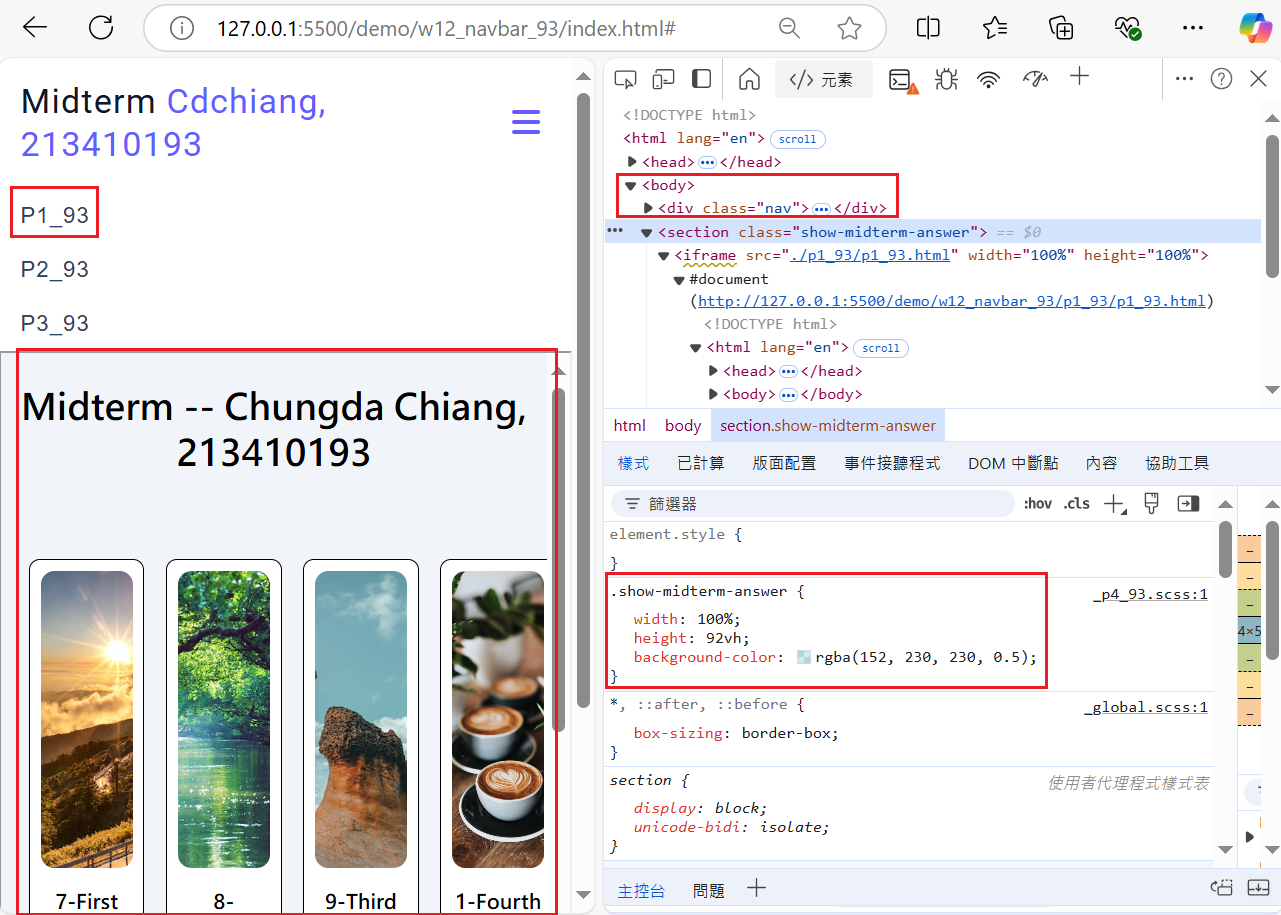 127.0.0.1:5500/demo/w12_navbar_93/index.html#
Midterm Cdchiang,
213410193
P1_93
P2_93
P3_93
Midterm -- Chungda Chiang,
213410193
7-First
8-
9-Third
1-Fourth
</> 元素
<!DOCTYPE html>
<html lang="en"> scroll
<head> ••• </head>
<body>
<div class="nav"> ••• </div>
••• <section class="show-midterm-answer"> == $0
<iframe src="./p1_93/p1_93.html" width="100%" height="100%">
#document
(http://127.0.0.1:5500/demo/w12_navbar_93/p1_93/p1_93.html)
<!DOCTYPE html>
<html lang="en"> scroll
<head> ••• </head>
<body> ••• </body>
html body section.show-midterm-answer
樣式 已計算 版面配置 事件接聽程式 DOM 中斷點 內容 協助工具
篩選器 :hov .cls
element.style {
}
.show-midterm-answer { _p4_93.scss:1
width: 100%;
height: 92vh;
background-color: rgba(152, 230, 230, 0.5);
}
*, ::after, ::before { _global.scss:1
box-sizing: border-box;
}
section { 使用者代理程式樣式表
display: block;
unicode-bidi: isolate;
}
–
–
–
4×5
–
–
–
主控台 問題